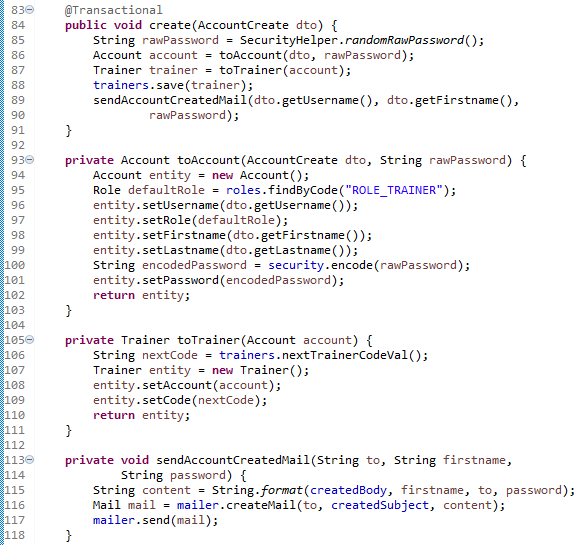 83 @Transactional
84 public void create(AccountCreate dto) {
85 String rawPassword = SecurityHelper.randomRawPassword();
86 Account account = toAccount(dto, rawPassword);
87 Trainer trainer = toTrainer(account);
88 trainers.save(trainer);
89 sendAccountCreatedMail(dto.getUsername(), dto.getFirstname(),
90 rawPassword);
91 }
92
93 private Account toAccount(AccountCreate dto, String rawPassword) {
94 Account entity = new Account();
95 Role defaultRole = roles.findByCode("ROLE_TRAINER");
96 entity.setUsername(dto.getUsername());
97 entity.setRole(defaultRole);
98 entity.setFirstname(dto.getFirstname());
99 entity.setLastname(dto.getLastname());
100 String encodedPassword = security.encode(rawPassword);
101 entity.setPassword(encodedPassword);
102 return entity;
103 }
104
105 private Trainer toTrainer(Account account) {
106 String nextCode = trainers.nextTrainerCodeVal();
107 Trainer entity = new Trainer();
108 entity.setAccount(account);
109 entity.setCode(nextCode);
110 return entity;
111 }
112
113 private void sendAccountCreatedMail(String to, String firstname,
114 String password) {
115 String content = String.format(createdBody, firstname, to, password);
116 Mail mail = mailer.createMail(to, createdSubject, content);
117 mailer.send(mail);
118 }